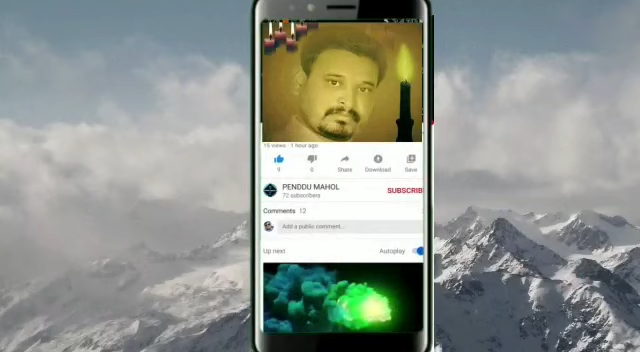 15 views · 1 hour ago
9
0
Share
Download
Save
PENDDU MAHOL
SUBSCRIB
72 subscribers
Comments 12
Add a public comment...
Up next
Autoplay